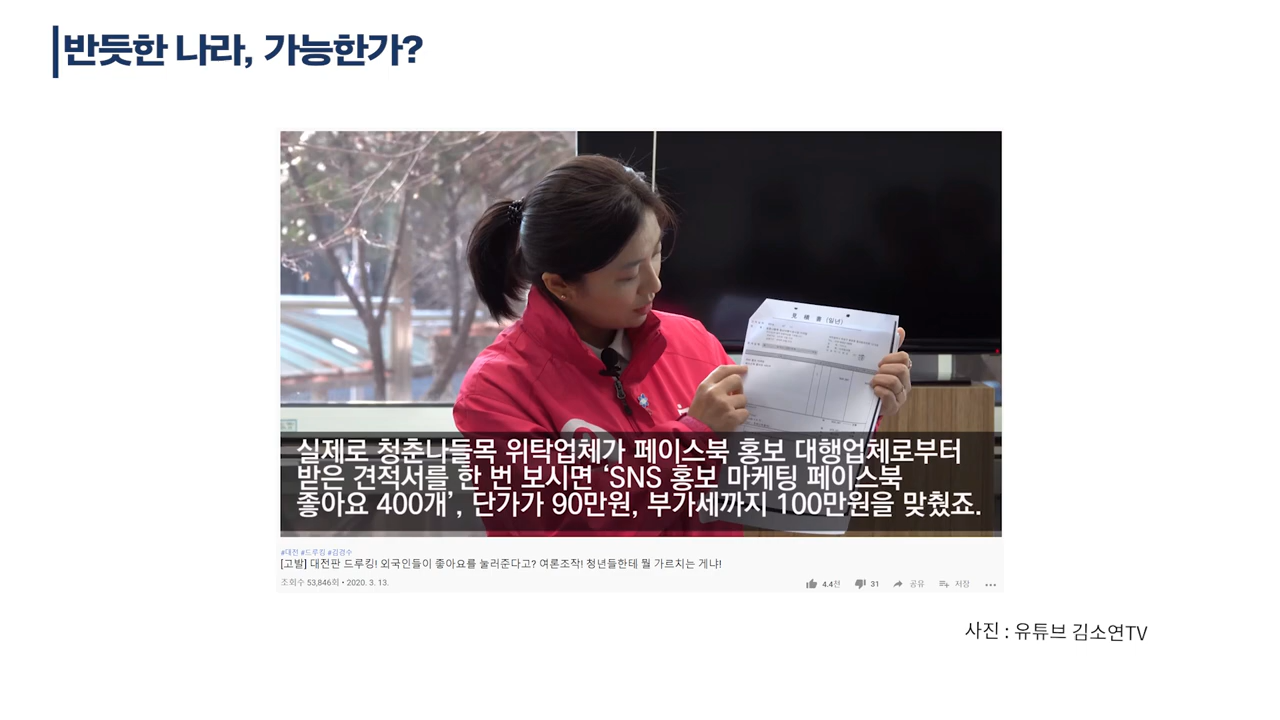 반듯한 나라, 가능한가?
見 積 書 (일년)
실제로 청춘나들목 위탁업체가 페이스북 홍보 대행업체로부터
받은 견적서를 한 번 보시면 ‘SNS 홍보 마케팅 페이스북
좋아요 400개’, 단가가 90만원, 부가세까지 100만원을 맞췄죠.
#대전 #드루킹 #김경수
[고발] 대전판 드루킹! 외국인들이 좋아요를 눌러준다고? 여론조작! 청년들한테 뭘 가르치는 게냐!
조회수 53,846회 • 2020. 3. 13.
4.4천 31 공유 저장
사진 : 유튜브 김소연TV